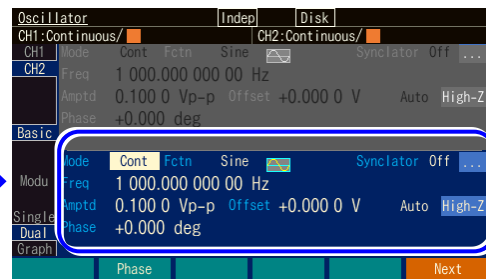 Oscillator Indep Disk
CH1:Continuous/ CH2:Continuous/
CH1 Mode Cont Fctn Sine Synclator Off ...
CH2 Freq 1 000.000 000 00 Hz
Amptd 0.100 0 Vp-p Offset +0.000 0 V Auto High-Z
Phase +0.000 deg
Basic
Mode Cont Fctn Sine Synclator Off ...
Modu Freq 1 000.000 000 00 Hz
Amptd 0.100 0 Vp-p Offset +0.000 0 V Auto High-Z
Single
Dual Phase +0.000 deg
Graph
Phase Next